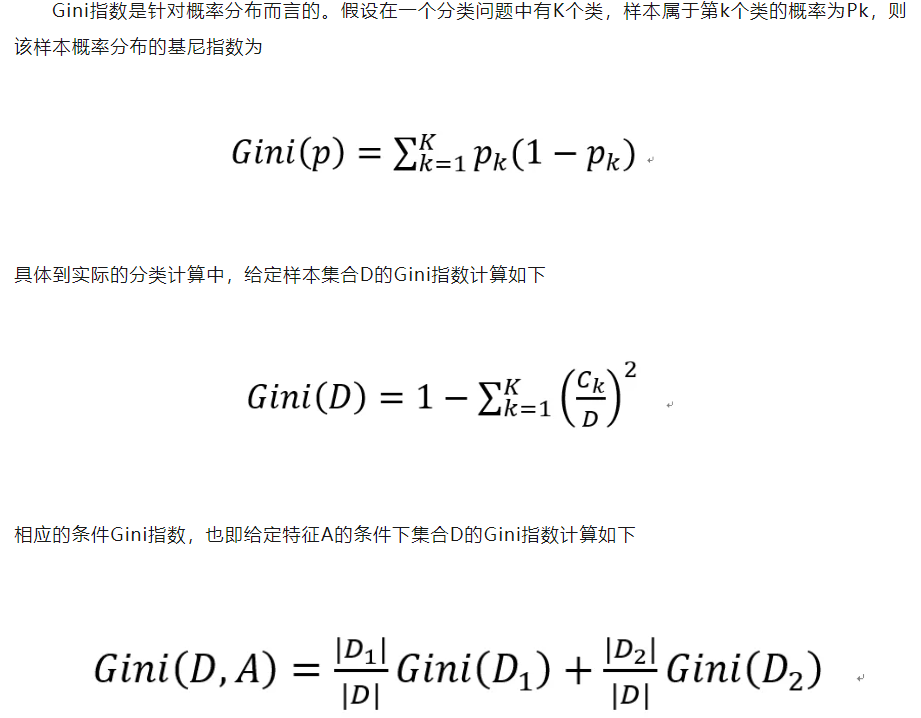 Gini指数是针对概率分布而言的。假设在一个分类问题中有K个类，样本属于第k个类的概率为Pk，则
该样本概率分布的基尼指数为
Gini(p) = ∑_{k=1}^{K} p_k(1 − p_k)
具体到实际的分类计算中，给定样本集合D的Gini指数计算如下
Gini(D) = 1 − ∑_{k=1}^{K} (C_k/D)^2
相应的条件Gini指数，也即给定特征A的条件下集合D的Gini指数计算如下
Gini(D, A) = |D_1|/|D| Gini(D_1) + |D_2|/|D| Gini(D_2)